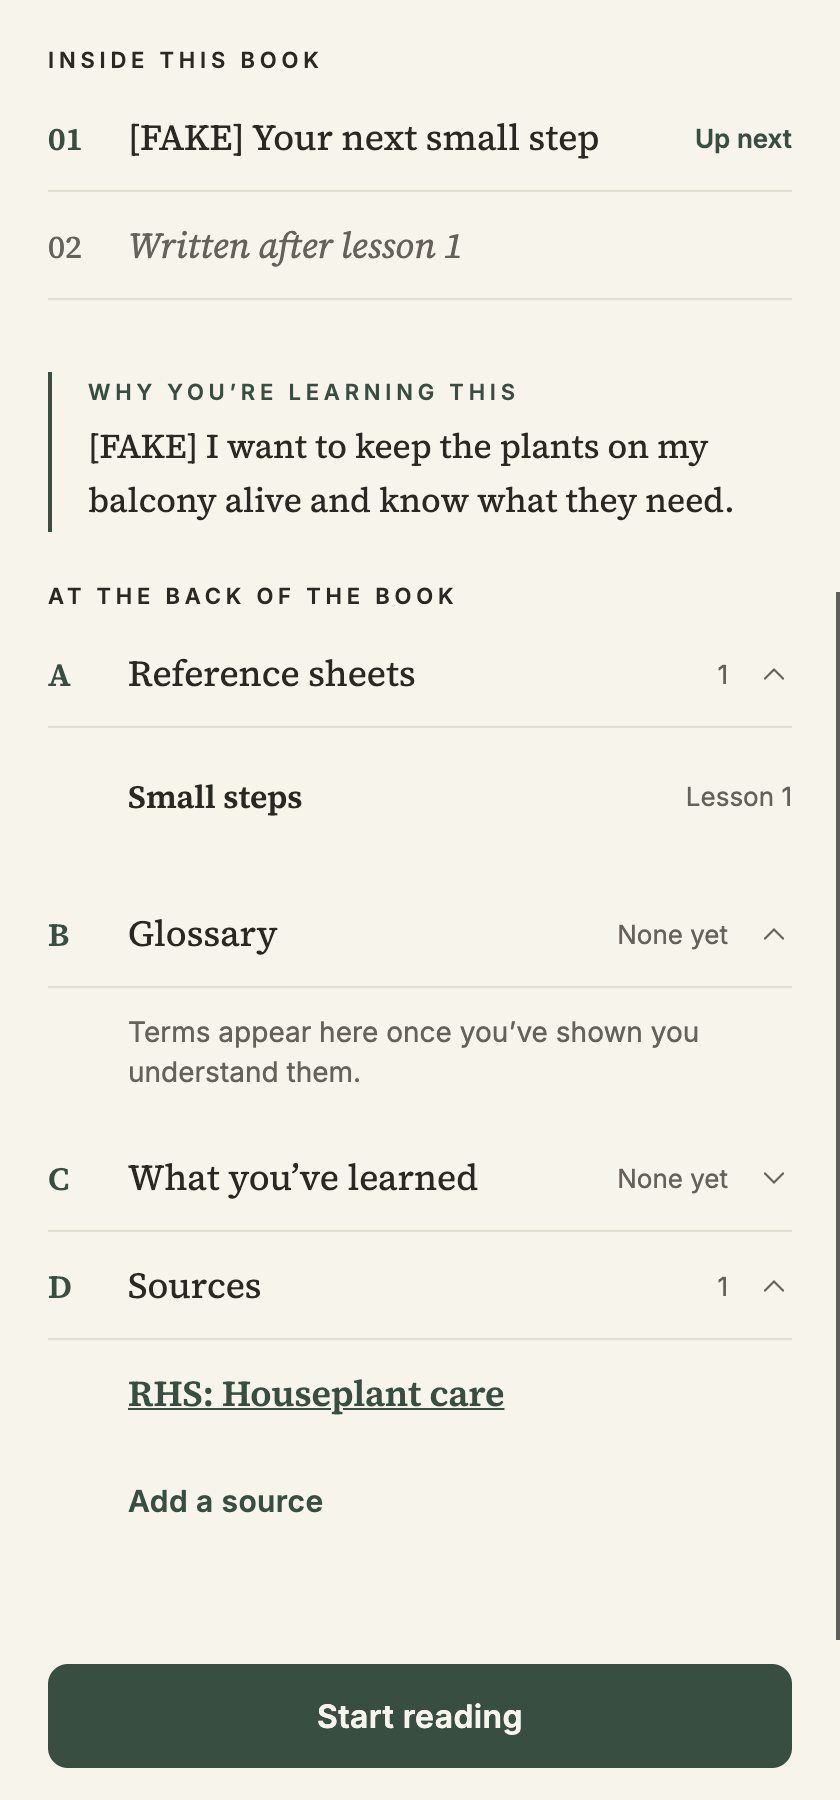 INSIDE THIS BOOK
01 [FAKE] Your next small step Up next
02 Written after lesson 1
WHY YOU’RE LEARNING THIS
[FAKE] I want to keep the plants on my
balcony alive and know what they need.
AT THE BACK OF THE BOOK
A Reference sheets 1
Small steps Lesson 1
B Glossary None yet
Terms appear here once you’ve shown you
understand them.
C What you’ve learned None yet
D Sources 1
RHS: Houseplant care
Add a source
Start reading